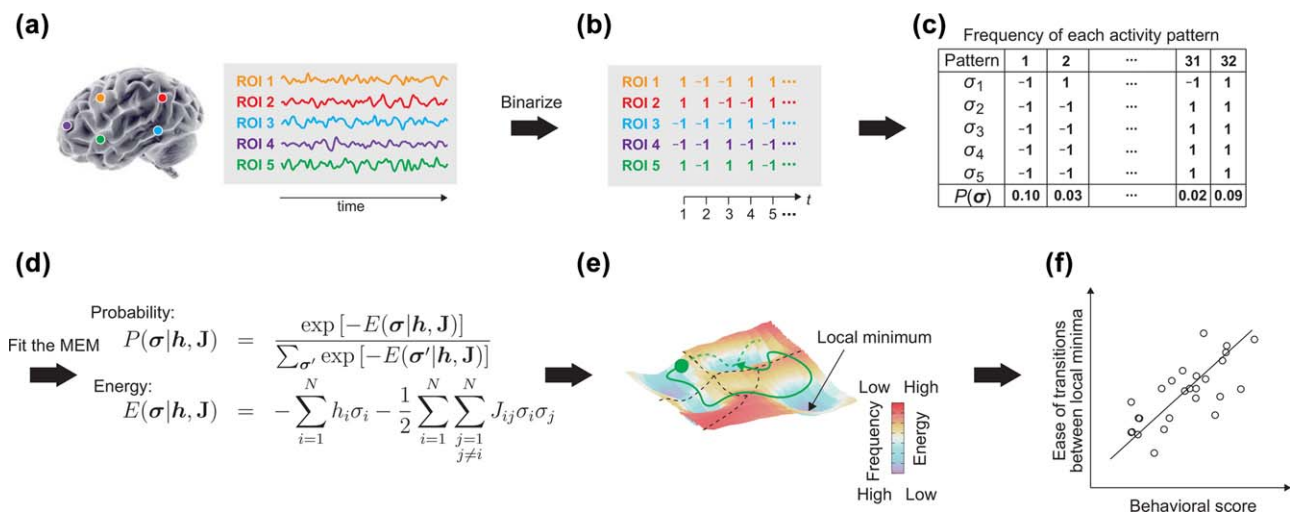 (a)
ROI 1
ROI 2
ROI 3
ROI 4
ROI 5
time
Binarize
(b)
ROI 1 1 -1 -1 1 1 ...
ROI 2 1 1 -1 -1 1 ...
ROI 3 -1 -1 -1 1 -1 ...
ROI 4 -1 -1 1 -1 -1 ...
ROI 5 1 -1 1 1 -1 ...
t
1 2 3 4 5 ...
(c)
Frequency of each activity pattern
Pattern 1 2 ... 31 32
σ1 -1 1 ... -1 1
σ2 -1 -1 ... 1 1
σ3 -1 -1 ... 1 1
σ4 -1 -1 ... 1 1
σ5 -1 -1 ... 1 1
P(σ) 0.10 0.03 ... 0.02 0.09
(d)
Fit the MEM
Probability:
P(σ|h, J) = exp [−E(σ|h, J)] / ∑σ′ exp [−E(σ′|h, J)]
Energy:
E(σ|h, J) = − ∑_{i=1}^{N} h_i σ_i − 1/2 ∑_{i=1}^{N} ∑_{j=1, j≠i}^{N} J_ij σ_i σ_j
(e)
Local minimum
Low High
Frequency
Energy
High Low
(f)
Ease of transitions
between local minima
Behavioral score